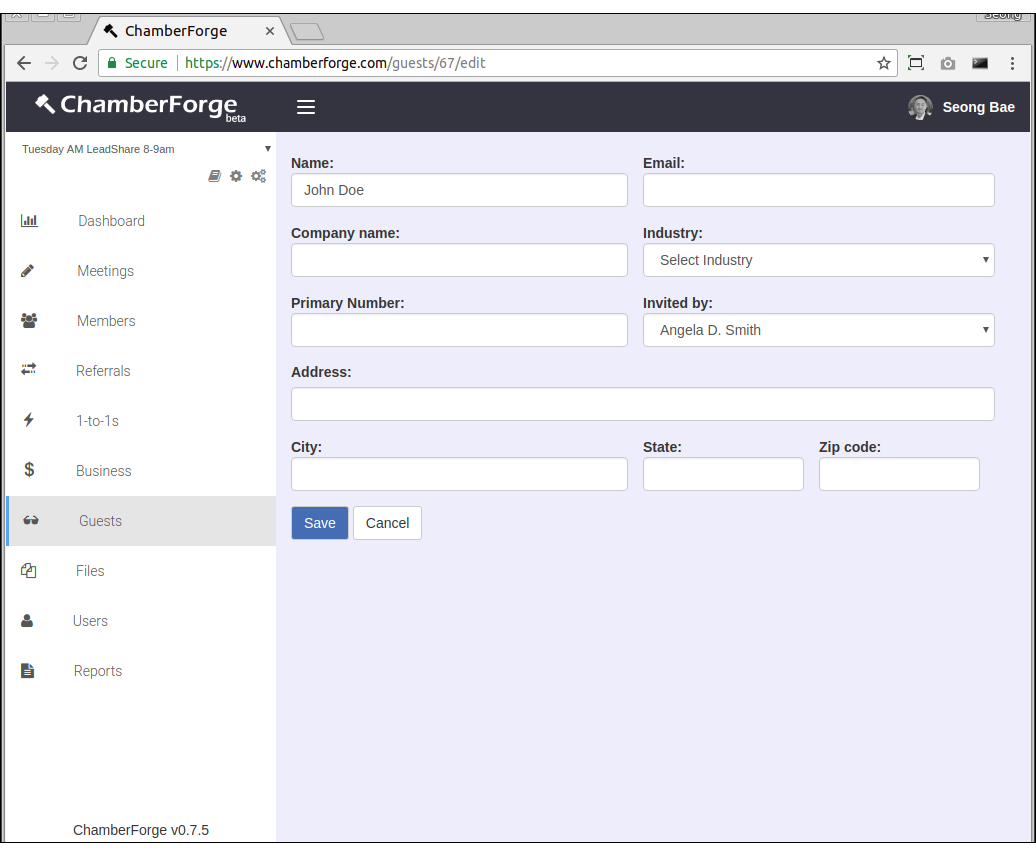 Seong
ChamberForge
Secure https://www.chamberforge.com/guests/67/edit
ChamberForge beta
Seong Bae
Tuesday AM LeadShare 8-9am
Dashboard
Meetings
Members
Referrals
1-to-1s
$ Business
Guests
Files
Users
Reports
ChamberForge v0.7.5
Name: Email:
John Doe
Company name: Industry:
Select Industry
Primary Number: Invited by:
Angela D. Smith
Address:
City: State: Zip code:
Save Cancel